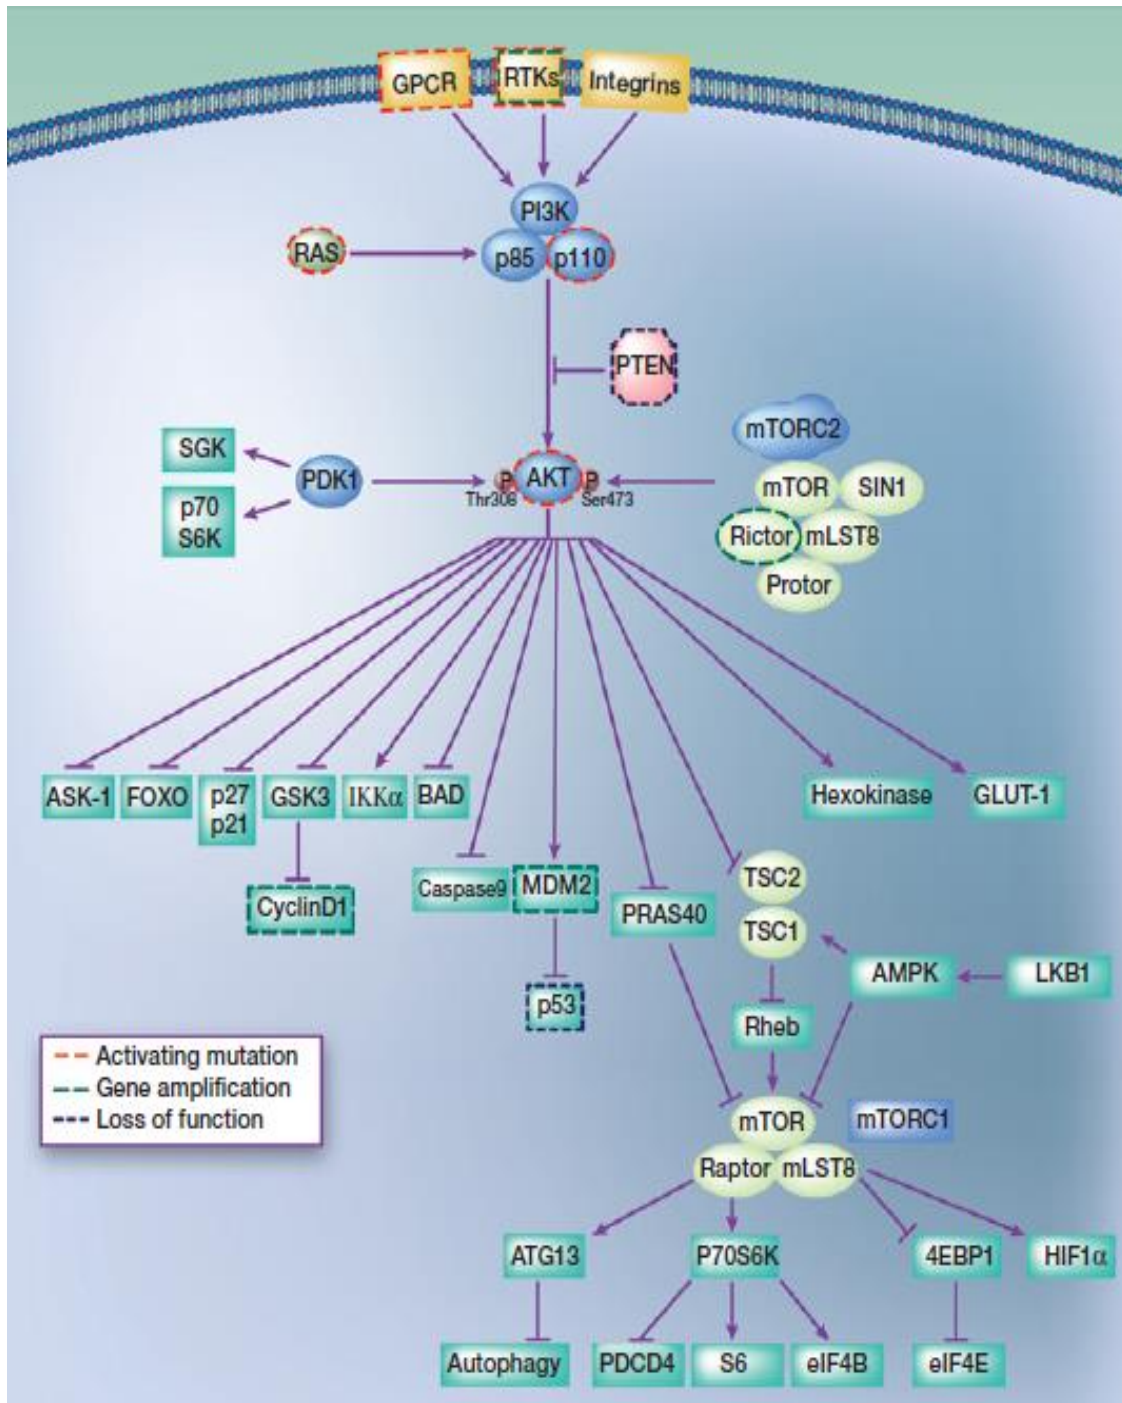 GPCR
RTKs
Integrins
PI3K
RAS
p85
p110
PTEN
mTORC2
SGK
PDK1
P
AKT
P
Thr308
Ser473
mTOR
SIN1
p70
S6K
Rictor
mLST8
Protor
ASK-1
FOXO
p27
p21
GSK3
IKKα
BAD
Hexokinase
GLUT-1
CyclinD1
Caspase9
MDM2
PRAS40
TSC2
TSC1
AMPK
LKB1
p53
Rheb
Activating mutation
Gene amplification
Loss of function
mTOR
mTORC1
Raptor
mLST8
ATG13
P70S6K
4EBP1
HIF1α
Autophagy
PDCD4
S6
eIF4B
eIF4E